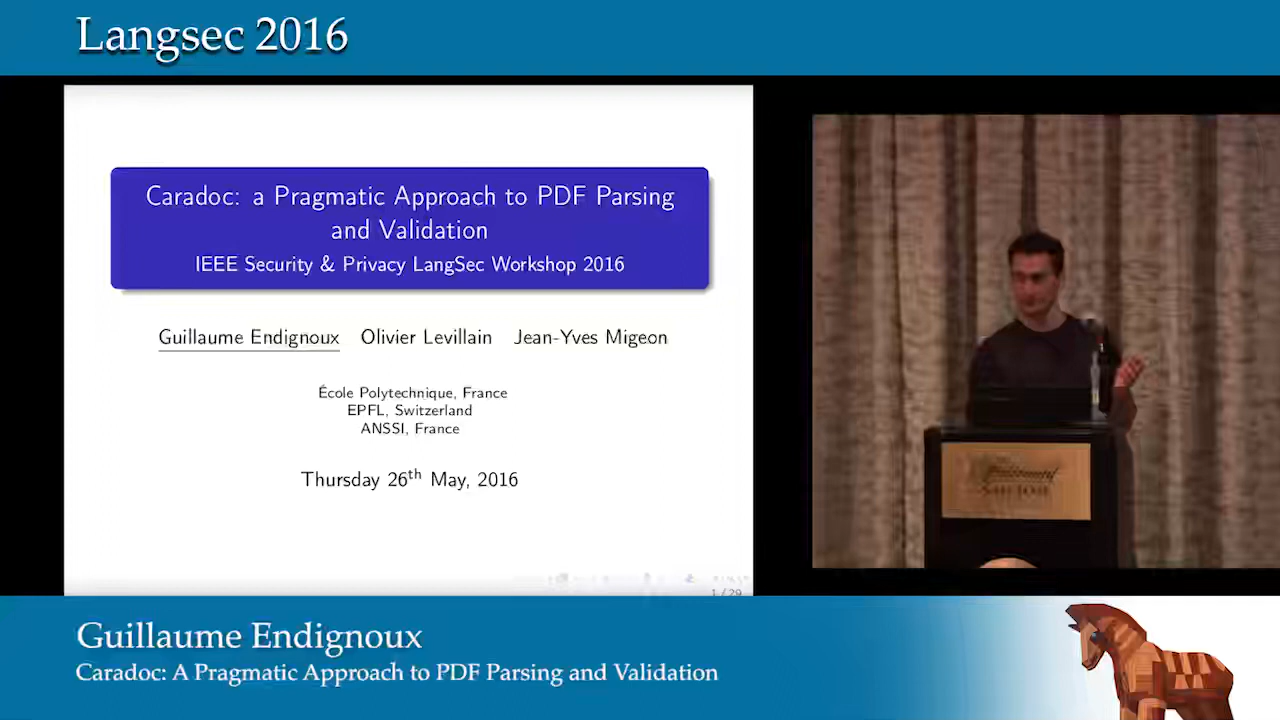 Langsec 2016
Caradoc: a Pragmatic Approach to PDF Parsing
and Validation
IEEE Security & Privacy LangSec Workshop 2016
Guillaume Endignoux Olivier Levillain Jean-Yves Migeon
École Polytechnique, France
EPFL, Switzerland
ANSSI, France
Thursday 26th May, 2016
1 / 29
Guillaume Endignoux
Caradoc: A Pragmatic Approach to PDF Parsing and Validation